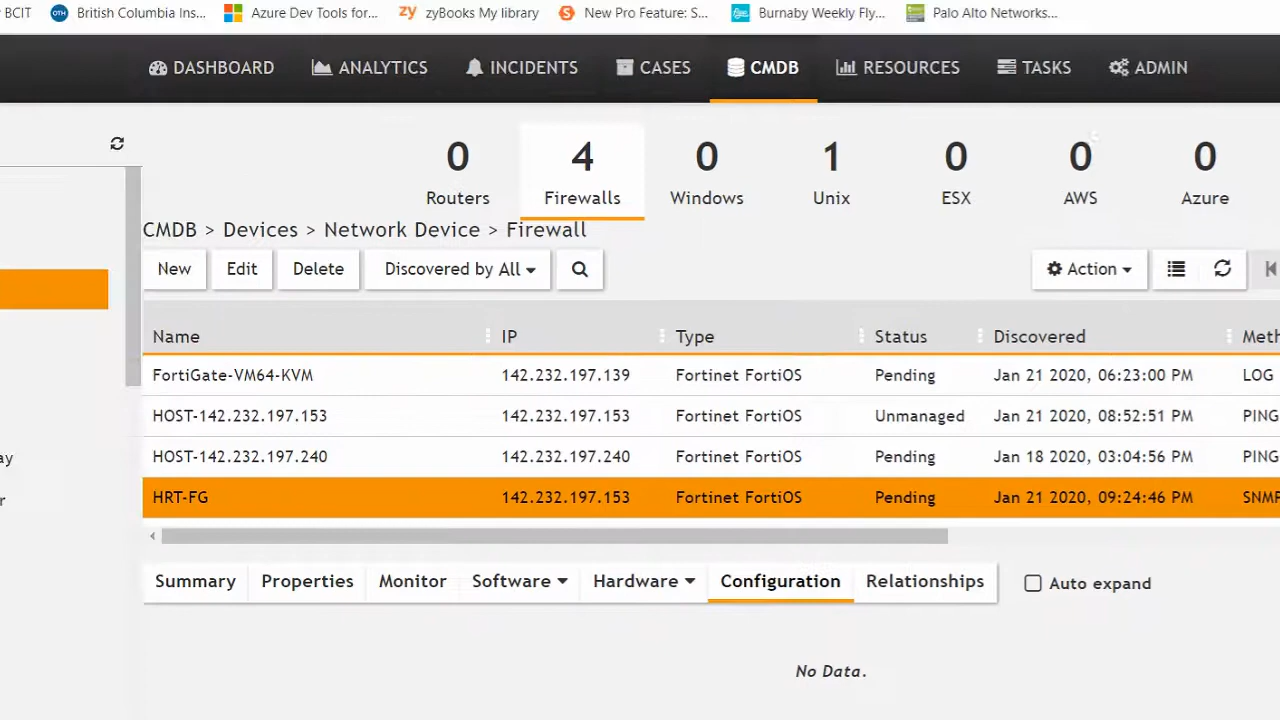 BCIT British Columbia Ins... Azure Dev Tools for... zyBooks My library New Pro Feature: S... Burnaby Weekly Fly... Palo Alto Networks...
DASHBOARD ANALYTICS INCIDENTS CASES CMDB RESOURCES TASKS ADMIN
0 4 0 1 0 0 0
Routers Firewalls Windows Unix ESX AWS Azure
CMDB > Devices > Network Device > Firewall
New Edit Delete Discovered by All Action
Name IP Type Status Discovered Meth
FortiGate-VM64-KVM 142.232.197.139 Fortinet FortiOS Pending Jan 21 2020, 06:23:00 PM LOG
HOST-142.232.197.153 142.232.197.153 Fortinet FortiOS Unmanaged Jan 21 2020, 08:52:51 PM PING
ay HOST-142.232.197.240 142.232.197.240 Fortinet FortiOS Pending Jan 18 2020, 03:04:56 PM PING
r HRT-FG 142.232.197.153 Fortinet FortiOS Pending Jan 21 2020, 09:24:46 PM SNMP
Summary Properties Monitor Software Hardware Configuration Relationships Auto expand
No Data.